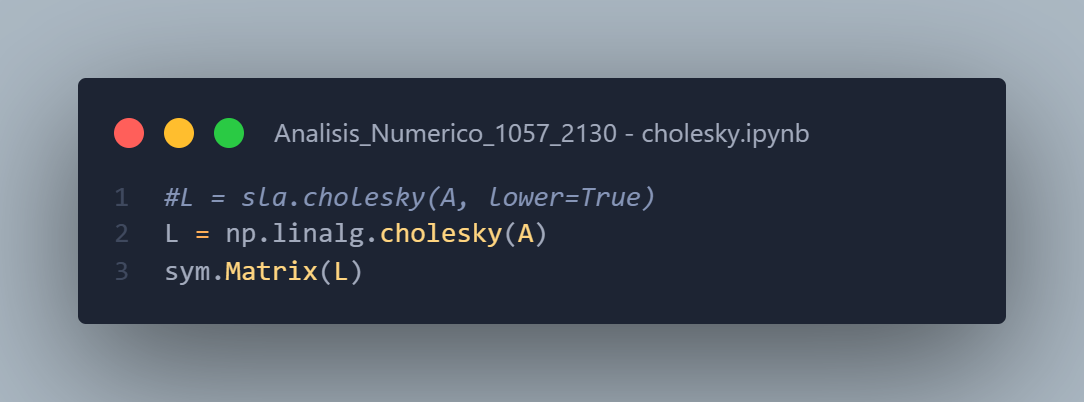 Analisis_Numerico_1057_2130 - cholesky.ipynb
1 #L = sla.cholesky(A, lower=True)
2 L = np.linalg.cholesky(A)
3 sym.Matrix(L)